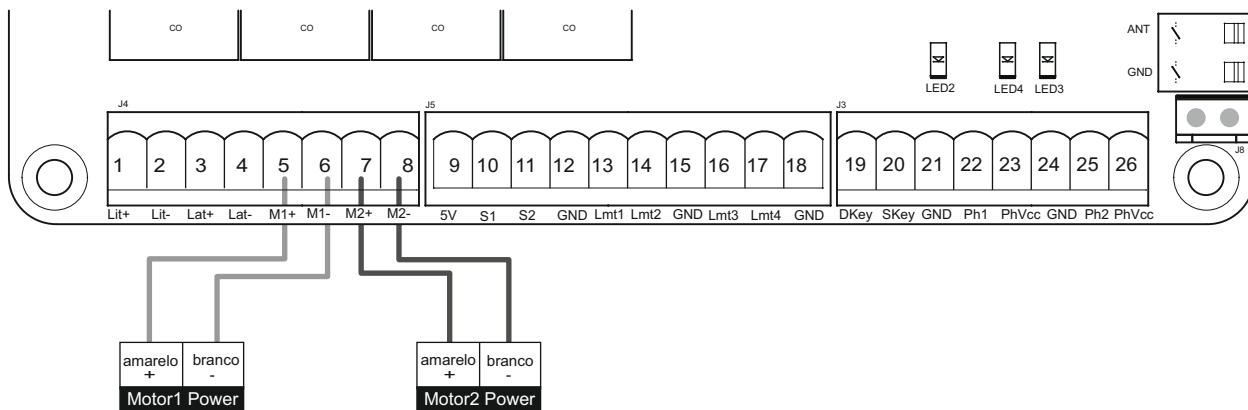 CO CO CO CO
ANT
GND
LED2 LED4 LED3
J4 J5 J3
J8
1 2 3 4 5 6 7 8 9 10 11 12 13 14 15 16 17 18 19 20 21 22 23 24 25 26
Lit+ Lit- Lat+ Lat- M1+ M1- M2+ M2- 5V S1 S2 GND Lmt1 Lmt2 GND Lmt3 Lmt4 GND DKey SKey GND Ph1 PhVcc GND Ph2 PhVcc
amarelo branco amarelo branco
+ - + -
Motor1 Power Motor2 Power